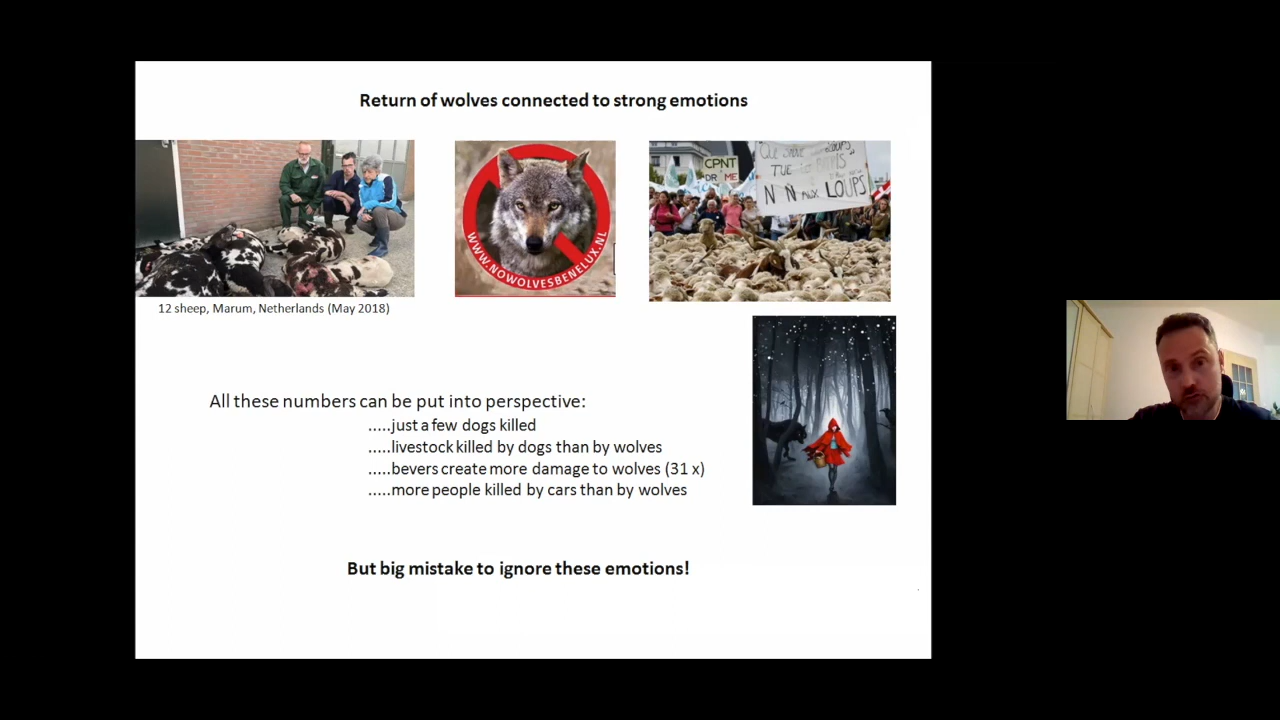 Return of wolves connected to strong emotions
WWW.NOWOLVESBENELUX.NL
CPNT
DR ME
TUE
N N AUX LOUPS
12 sheep, Marum, Netherlands (May 2018)
All these numbers can be put into perspective:
.....just a few dogs killed
.....livestock killed by dogs than by wolves
.....bevers create more damage to wolves (31 x)
.....more people killed by cars than by wolves
But big mistake to ignore these emotions!